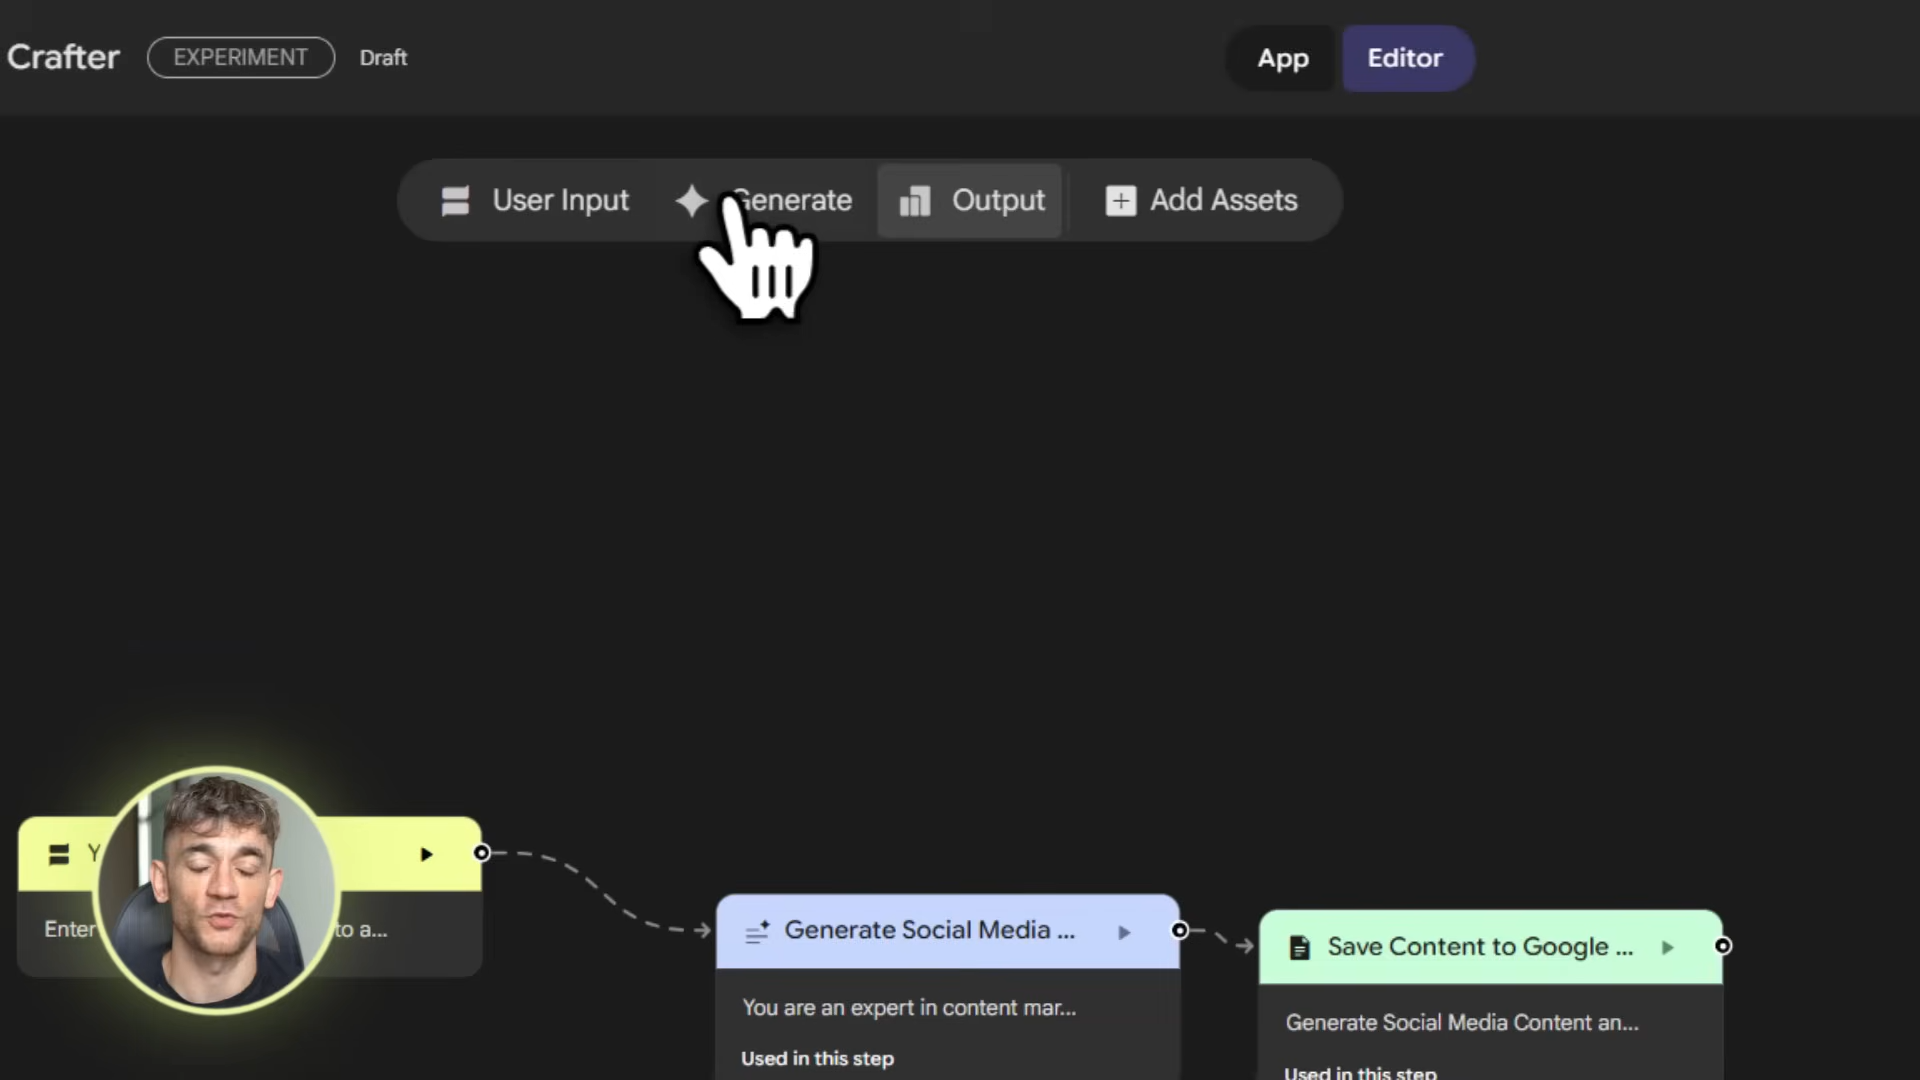 Crafter
EXPERIMENT
Draft
App
Editor
User Input
Generate
Output
Add Assets
Y
Enter
to a...
Generate Social Media ...
You are an expert in content mar...
Used in this step
Save Content to Google ...
Generate Social Media Content an...
Used in this step